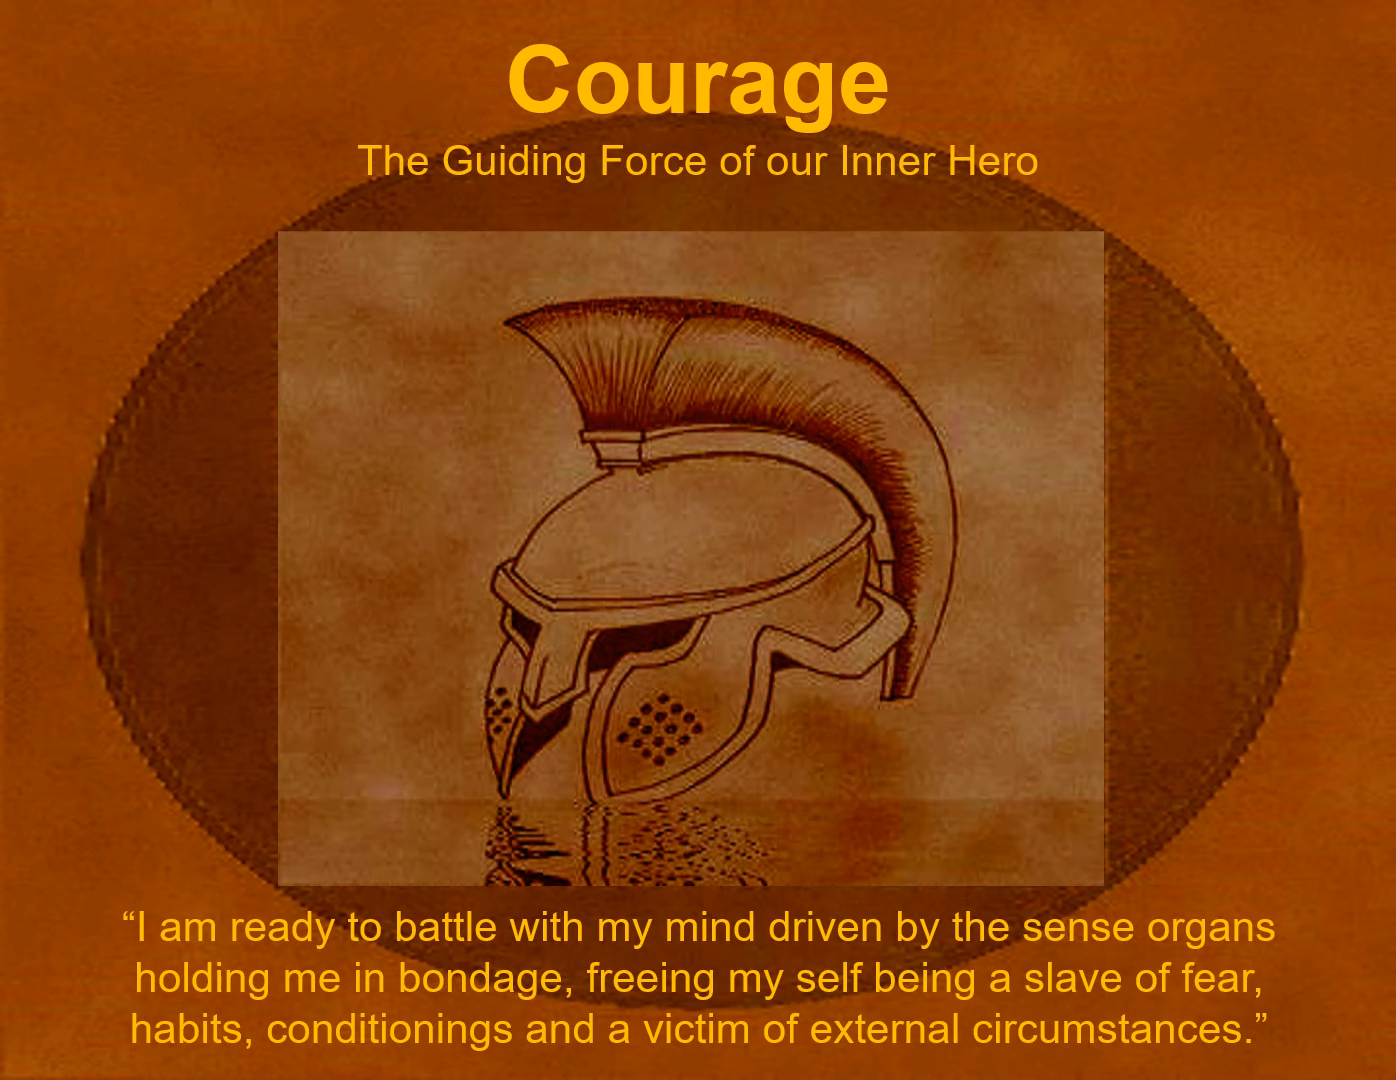 Courage
The Guiding Force of our Inner Hero
“I am ready to battle with my mind driven by the sense organs
holding me in bondage, freeing my self being a slave of fear,
habits, conditionings and a victim of external circumstances.”